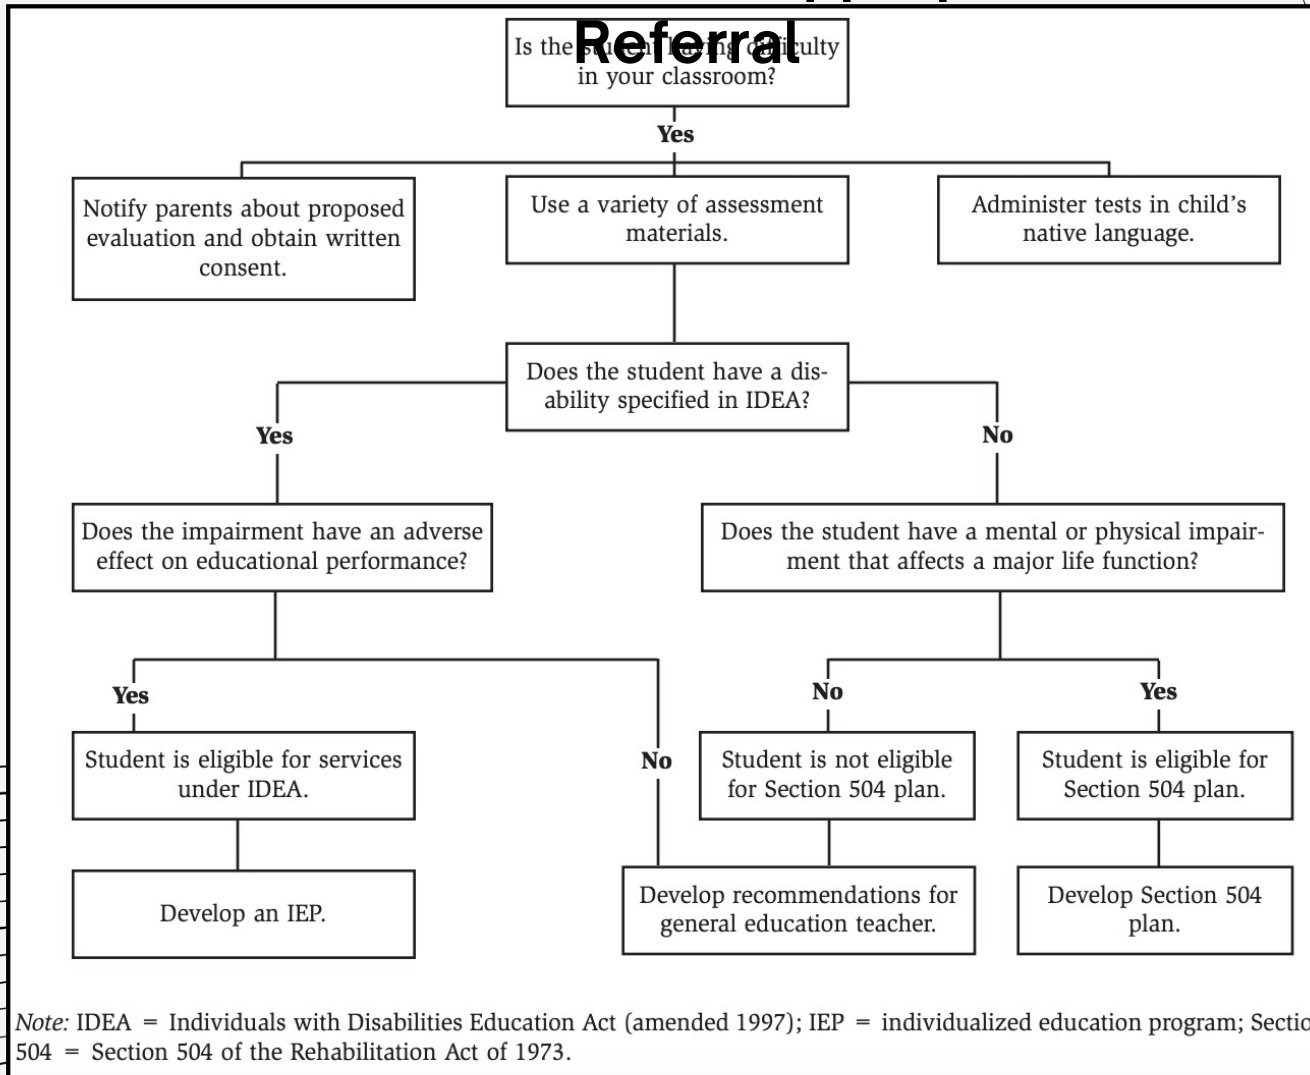 Referral
Is the student having difficulty
in your classroom?
Yes
Notify parents about proposed
evaluation and obtain written
consent.
Use a variety of assessment
materials.
Administer tests in child's
native language.
Does the student have a dis-
ability specified in IDEA?
Yes
No
Does the impairment have an adverse
effect on educational performance?
Does the student have a mental or physical impair-
ment that affects a major life function?
Yes
No
No
Yes
Student is eligible for services
under IDEA.
Student is not eligible
for Section 504 plan.
Student is eligible for
Section 504 plan.
Develop an IEP.
Develop recommendations for
general education teacher.
Develop Section 504
plan.
Note: IDEA = Individuals with Disabilities Education Act (amended 1997); IEP = individualized education program; Sectio
504 = Section 504 of the Rehabilitation Act of 1973.